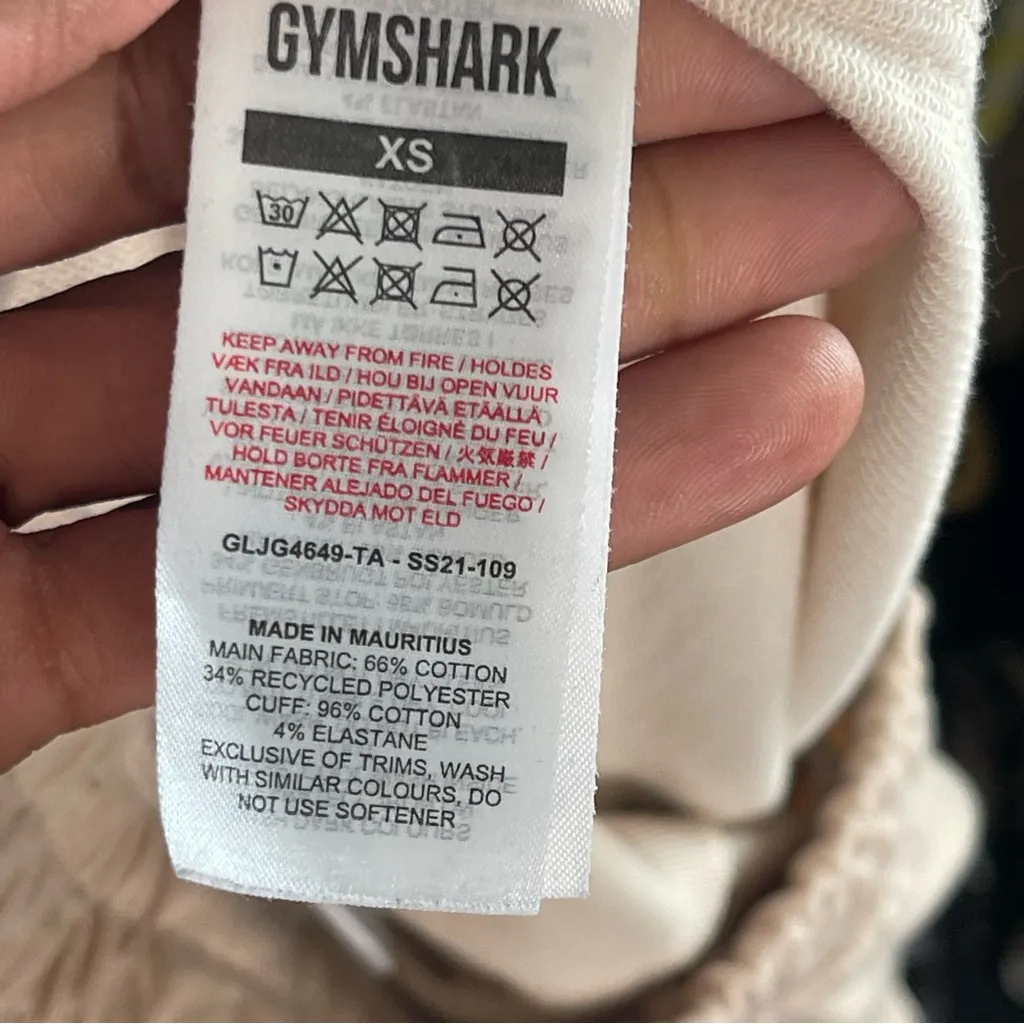 GYMSHARK
XS
30
KEEP AWAY FROM FIRE / HOLDES
VÆK FRA ILD / HOU BIJ OPEN VUUR
VANDAAN / PIDETTÄVÄ ETÄÄLLÄ
TULESTA / TENIR ÉLOIGNÉ DU FEU /
VOR FEUER SCHÜTZEN / 火気厳禁 /
HOLD BORTE FRA FLAMMER /
MANTENER ALEJADO DEL FUEGO /
SKYDDA MOT ELD
GLJG4649-TA - SS21-109
MADE IN MAURITIUS
MAIN FABRIC: 66% COTTON
34% RECYCLED POLYESTER
CUFF: 96% COTTON
4% ELASTANE
EXCLUSIVE OF TRIMS, WASH
WITH SIMILAR COLOURS, DO
NOT USE SOFTENER